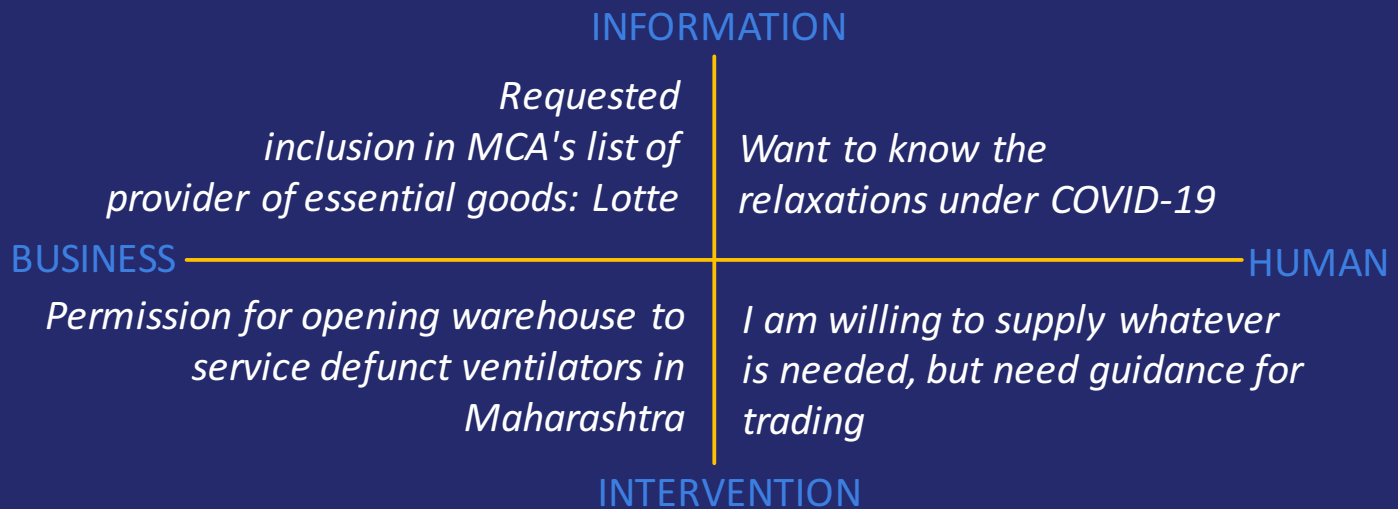 INFORMATION
Requested
inclusion in MCA's list of
provider of essential goods: Lotte
Want to know the
relaxations under COVID-19
BUSINESS
HUMAN
Permission for opening warehouse to
service defunct ventilators in
Maharashtra
I am willing to supply whatever
is needed, but need guidance for
trading
INTERVENTION